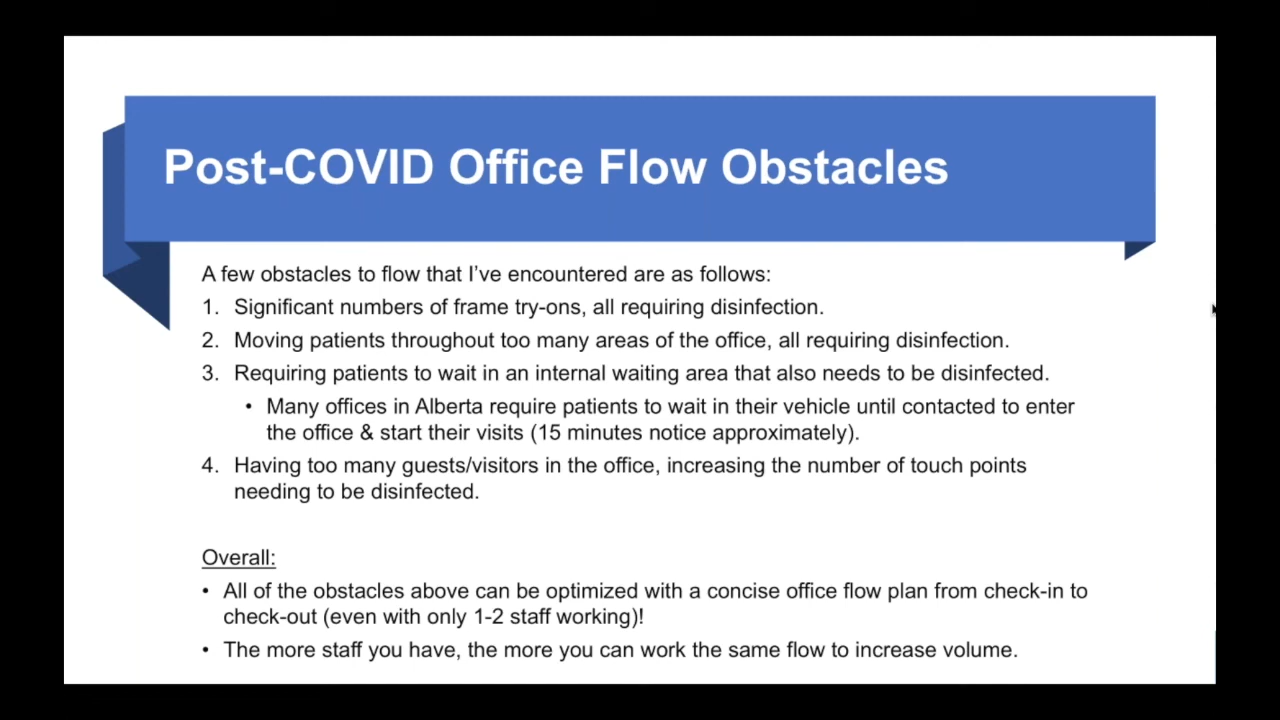 Post-COVID Office Flow Obstacles
A few obstacles to flow that I've encountered are as follows:
1. Significant numbers of frame try-ons, all requiring disinfection.
2. Moving patients throughout too many areas of the office, all requiring disinfection.
3. Requiring patients to wait in an internal waiting area that also needs to be disinfected.
• Many offices in Alberta require patients to wait in their vehicle until contacted to enter
the office & start their visits (15 minutes notice approximately).
4. Having too many guests/visitors in the office, increasing the number of touch points
needing to be disinfected.
Overall:
• All of the obstacles above can be optimized with a concise office flow plan from check-in to
check-out (even with only 1-2 staff working)!
• The more staff you have, the more you can work the same flow to increase volume.